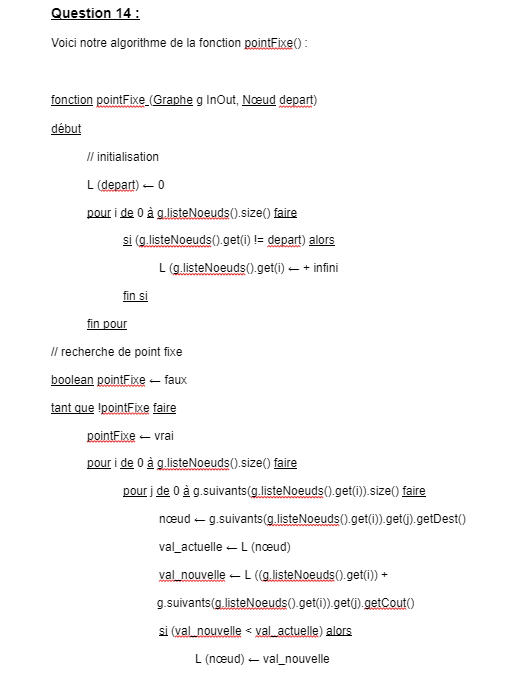 Question 14 :
Voici notre algorithme de la fonction pointFixe() :
fonction pointFixe (Graphe g InOut, Nœud depart)
début
// initialisation
L (depart) ← 0
pour i de 0 à g.listeNoeuds().size() faire
si (g.listeNoeuds().get(i) != depart) alors
L (g.listeNoeuds().get(i) ← + infini
fin si
fin pour
// recherche de point fixe
boolean pointFixe ← faux
tant que !pointFixe faire
pointFixe ← vrai
pour i de 0 à g.listeNoeuds().size() faire
pour j de 0 à g.suivants(g.listeNoeuds().get(i)).size() faire
nœud ← g.suivants(g.listeNoeuds().get(i)).get(j).getDest()
val_actuelle ← L (nœud)
val_nouvelle ← L ((g.listeNoeuds().get(i)) +
g.suivants(g.listeNoeuds().get(i)).get(j).getCout()
si (val_nouvelle < val_actuelle) alors
L (nœud) ← val_nouvelle